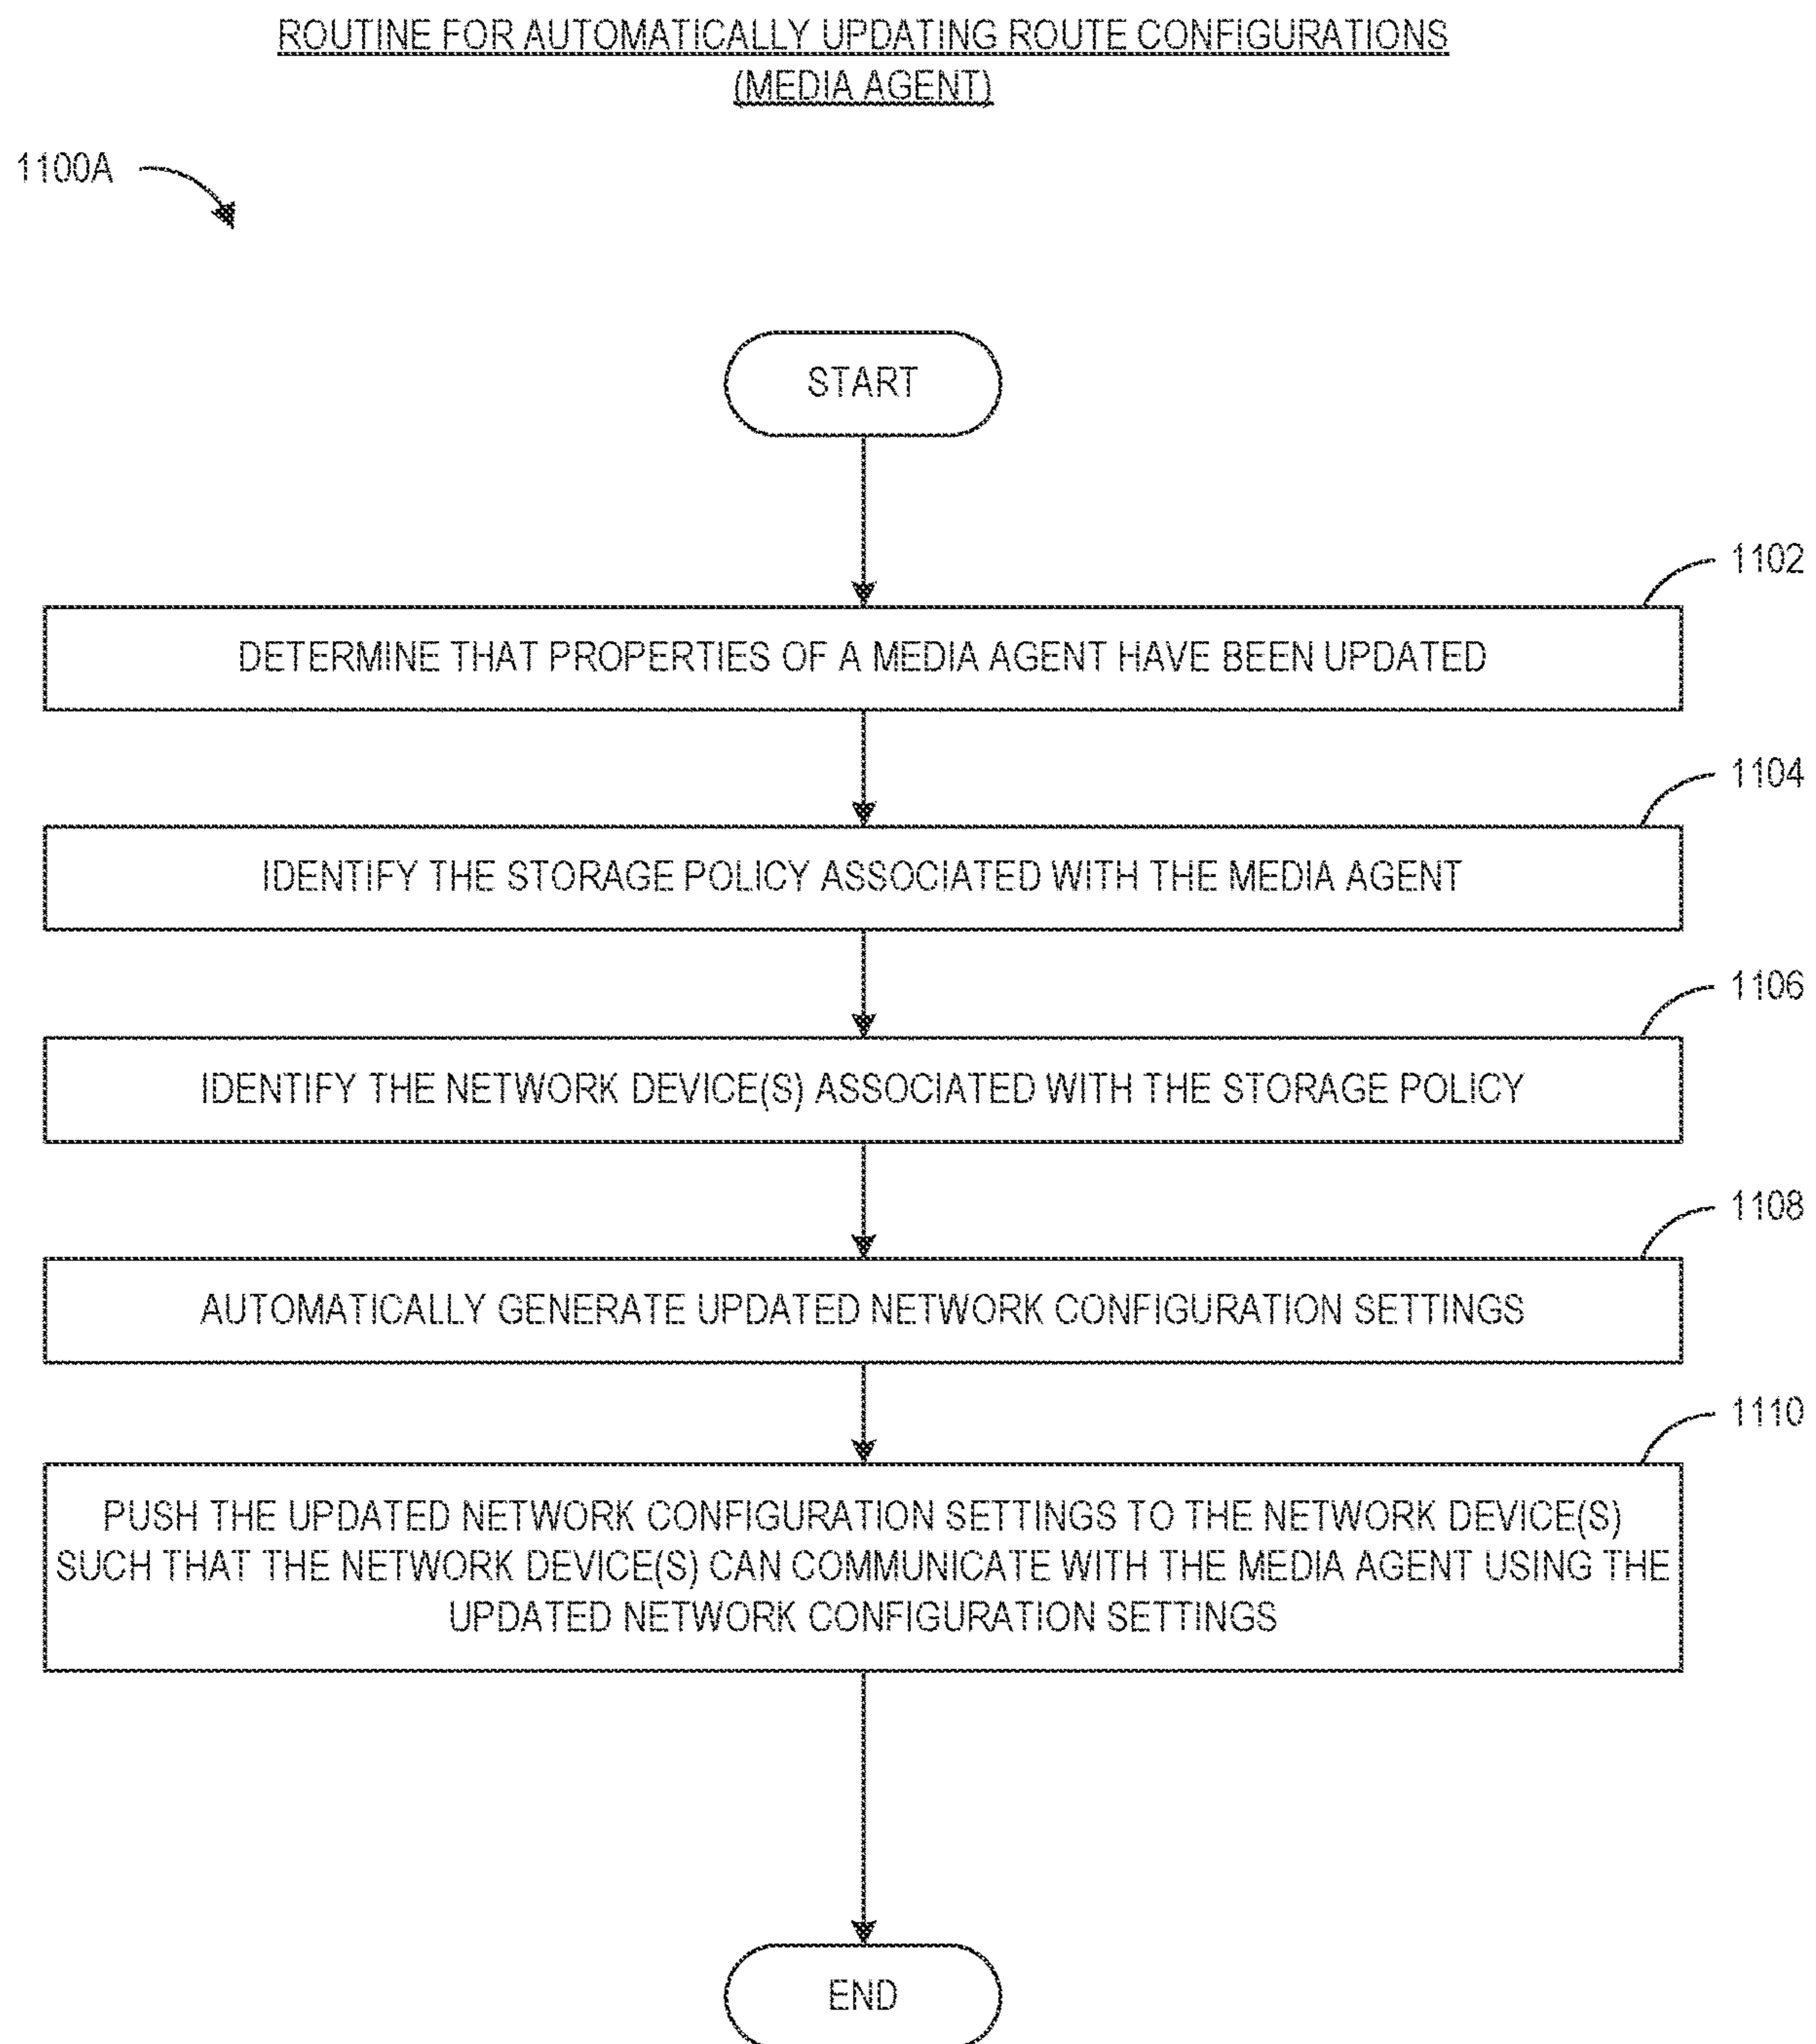 ROUTINE FOR AUTOMATICALLY UPDATING ROUTE CONFIGURATIONS
(MEDIA AGENT)
1100A
START
1102
DETERMINE THAT PROPERTIES OF A MEDIA AGENT HAVE BEEN UPDATED
1104
IDENTIFY THE STORAGE POLICY ASSOCIATED WITH THE MEDIA AGENT
1106
IDENTIFY THE NETWORK DEVICE(S) ASSOCIATED WITH THE STORAGE POLICY
1108
AUTOMATICALLY GENERATE UPDATED NETWORK CONFIGURATION SETTINGS
1110
PUSH THE UPDATED NETWORK CONFIGURATION SETTINGS TO THE NETWORK DEVICE(S)
SUCH THAT THE NETWORK DEVICE(S) CAN COMMUNICATE WITH THE MEDIA AGENT USING THE
UPDATED NETWORK CONFIGURATION SETTINGS
END